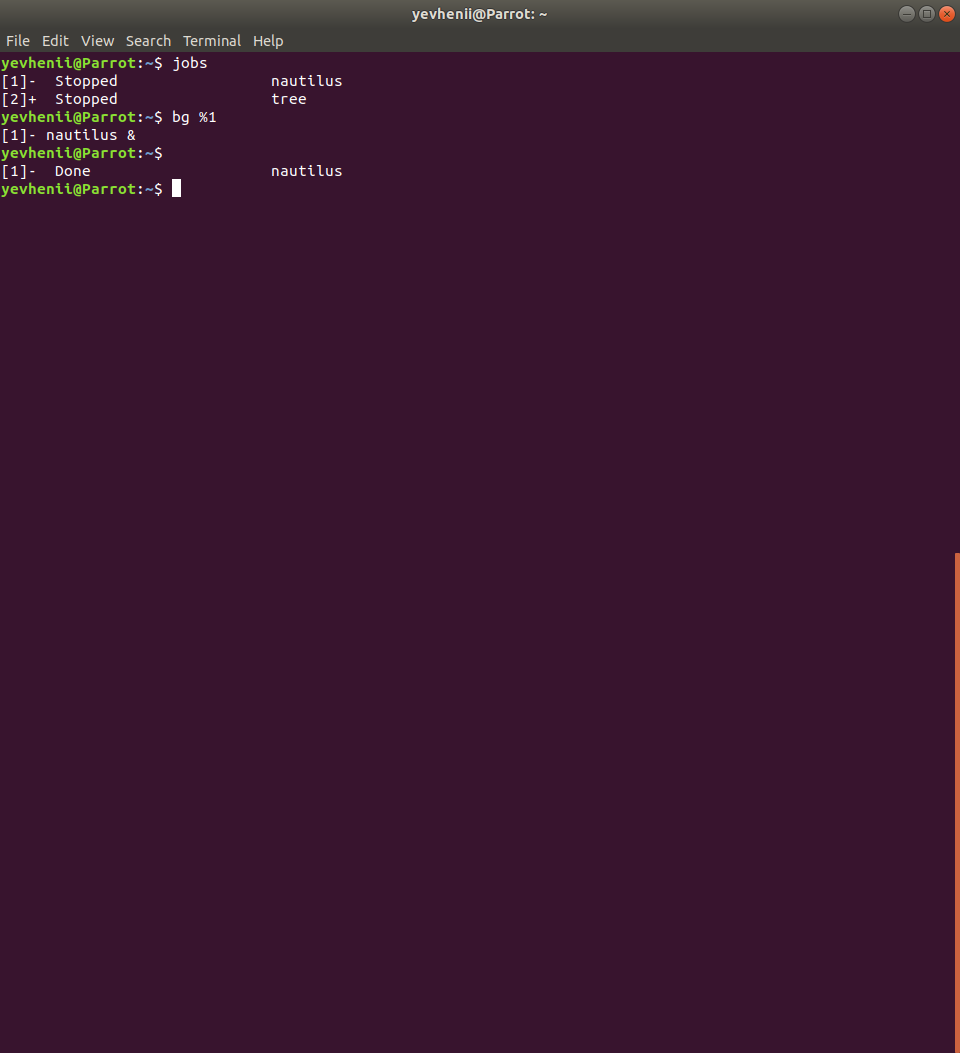 yevhenii@Parrot: ~
File Edit View Search Terminal Help
yevhenii@Parrot:~$ jobs
[1]-  Stopped                 nautilus
[2]+  Stopped                 tree
yevhenii@Parrot:~$ bg %1
[1]- nautilus &
yevhenii@Parrot:~$
[1]-  Done                    nautilus
yevhenii@Parrot:~$